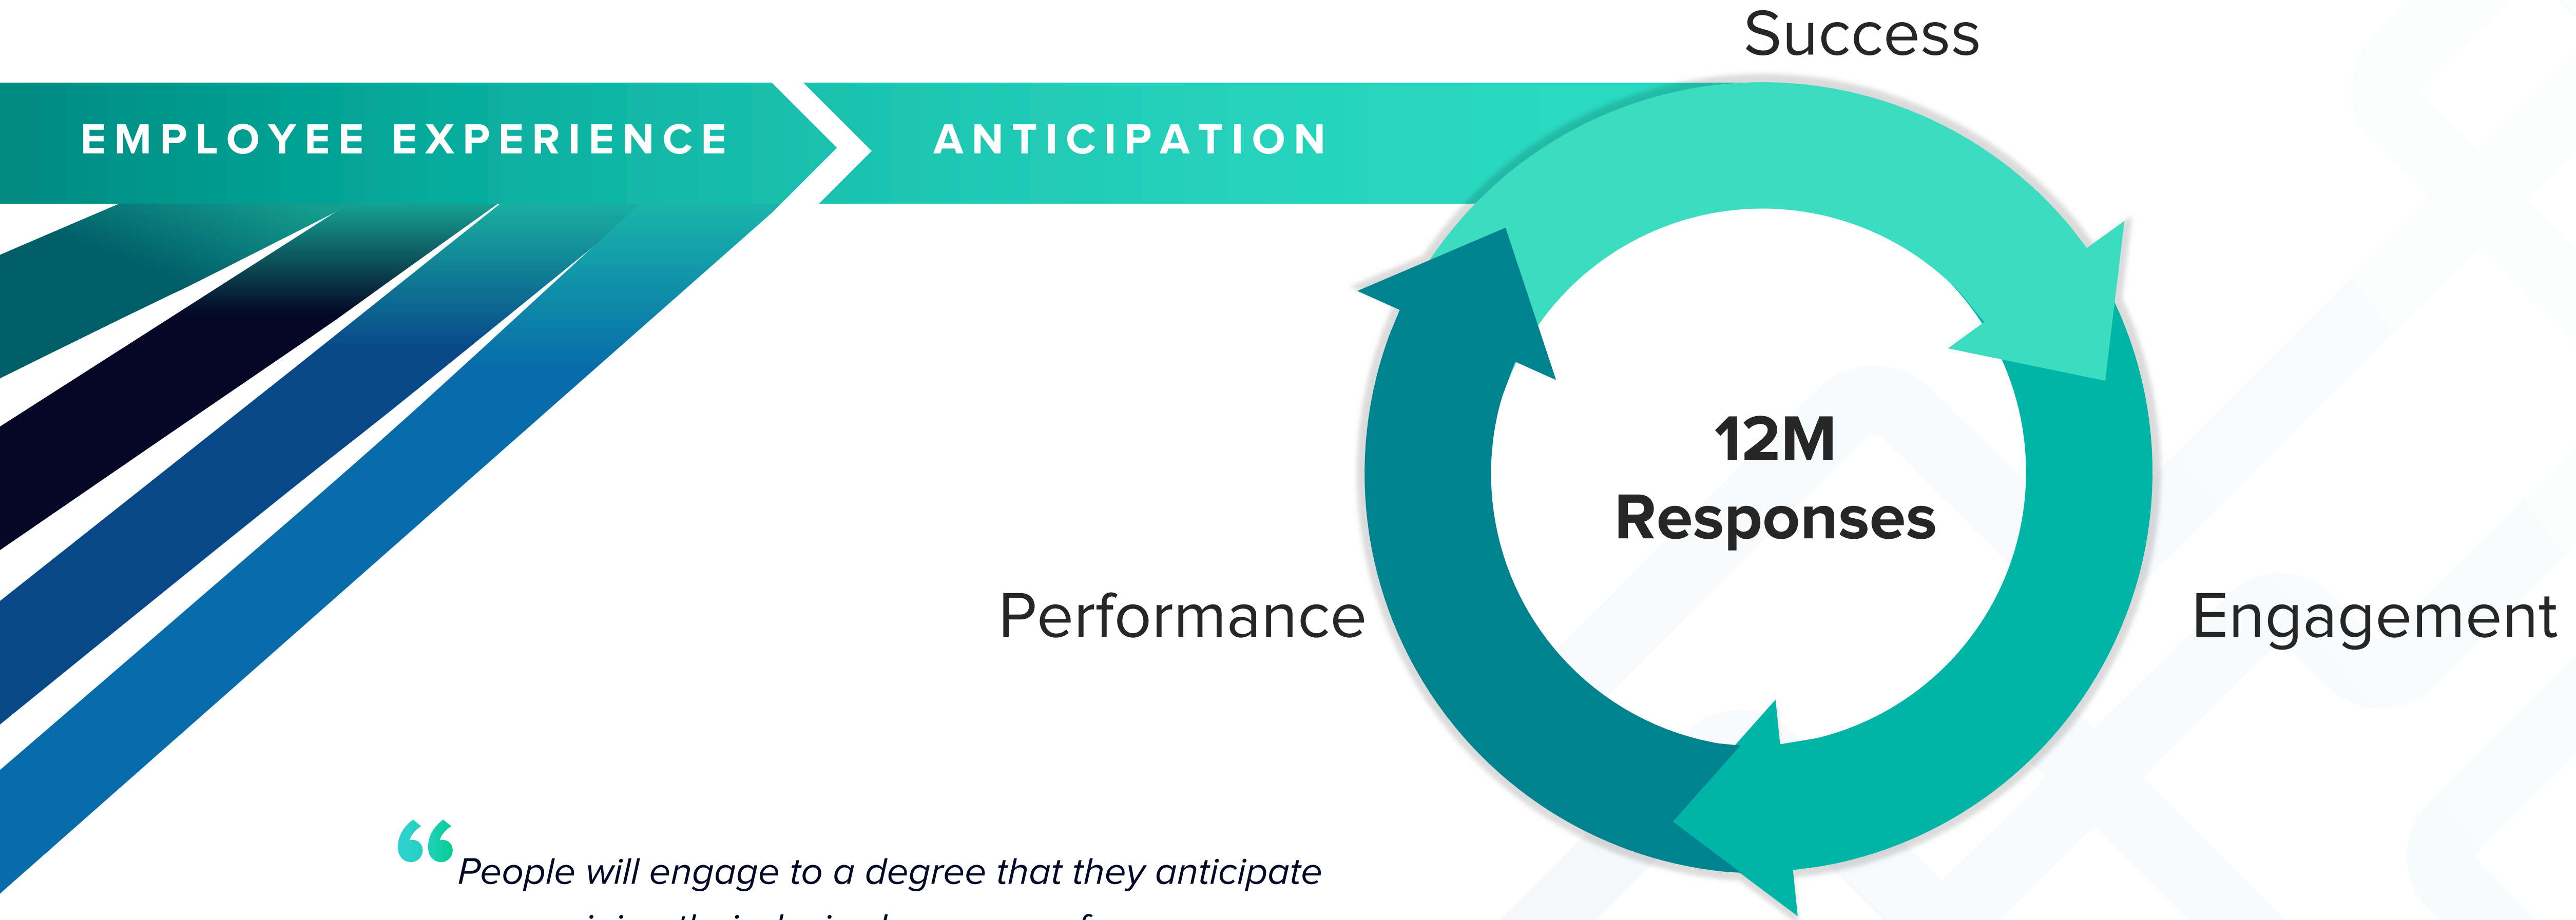 Success
EMPLOYEE EXPERIENCE
ANTICIPATION
12M
Responses
Performance
Engagement
“People will engage to a degree that they anticipate